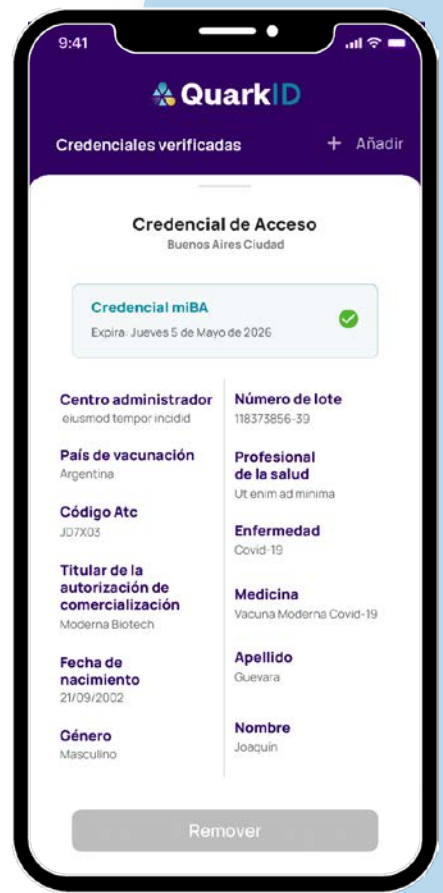 9:41
QuarkID
Credenciales verificadas
+ Añadir
Credencial de Acceso
Buenos Aires Ciudad
Credencial miBA
Expira: Jueves 5 de Mayo de 2026
Centro administrador
eiusmod tempor incidid
País de vacunación
Argentina
Código Atc
JD7X03
Titular de la
autorización de
comercialización
Moderna Biotech
Fecha de
nacimiento
21/09/2002
Género
Masculino
Número de lote
118373856-39
Profesional
de la salud
Ut enim ad minima
Enfermedad
Covid-19
Medicina
Vacuna Moderna Covid-19
Apellido
Guevara
Nombre
Joaquín
Remover